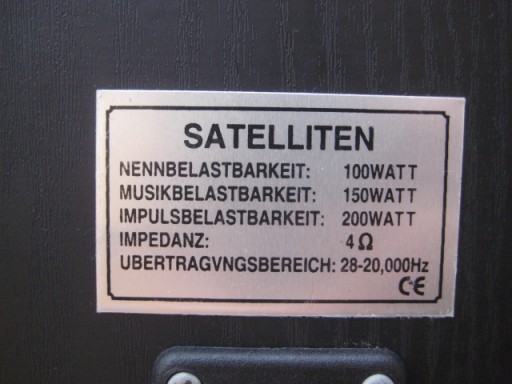 SATELLITEN
NENNBELASTBARKEIT: 100WATT
MUSIKBELASTBARKEIT: 150WATT
IMPULSBELASTBARKEIT: 200WATT
IMPEDANZ: 4Ω
UBERTRAGVNGSBEREICH: 28-20,000Hz
CE